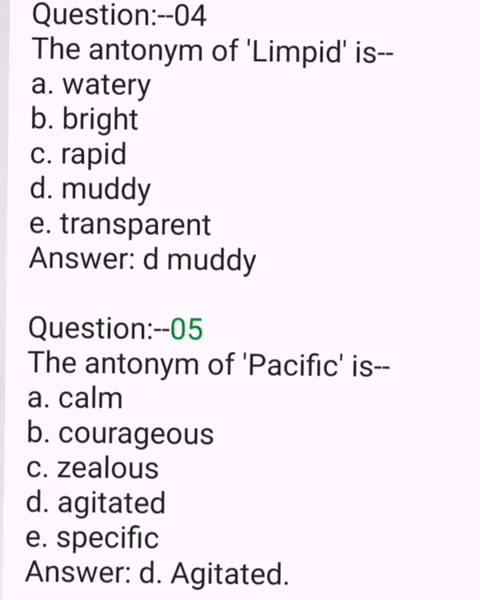 Question:--04
The antonym of 'Limpid' is--
a. watery
b. bright
c. rapid
d. muddy
e. transparent
Answer: d muddy
Question:--05
The antonym of 'Pacific' is--
a. calm
b. courageous
c. zealous
d. agitated
e. specific
Answer: d. Agitated.